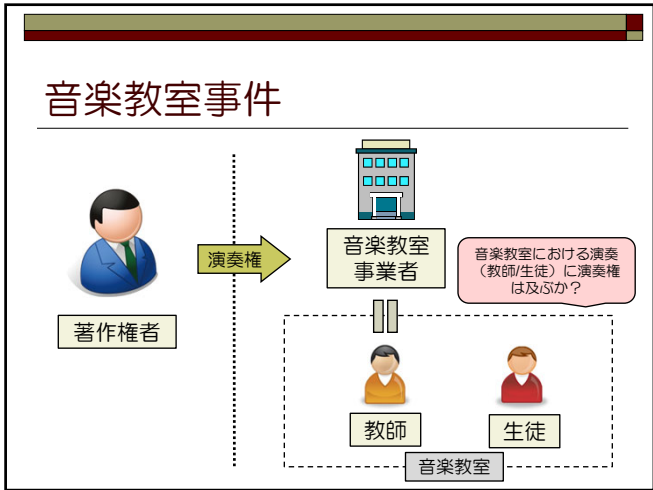 音楽教室事件
演奏権
音楽教室
事業者
音楽教室における演奏
（教師/生徒）に演奏権
は及ぶか？
著作権者
教師
生徒
音楽教室